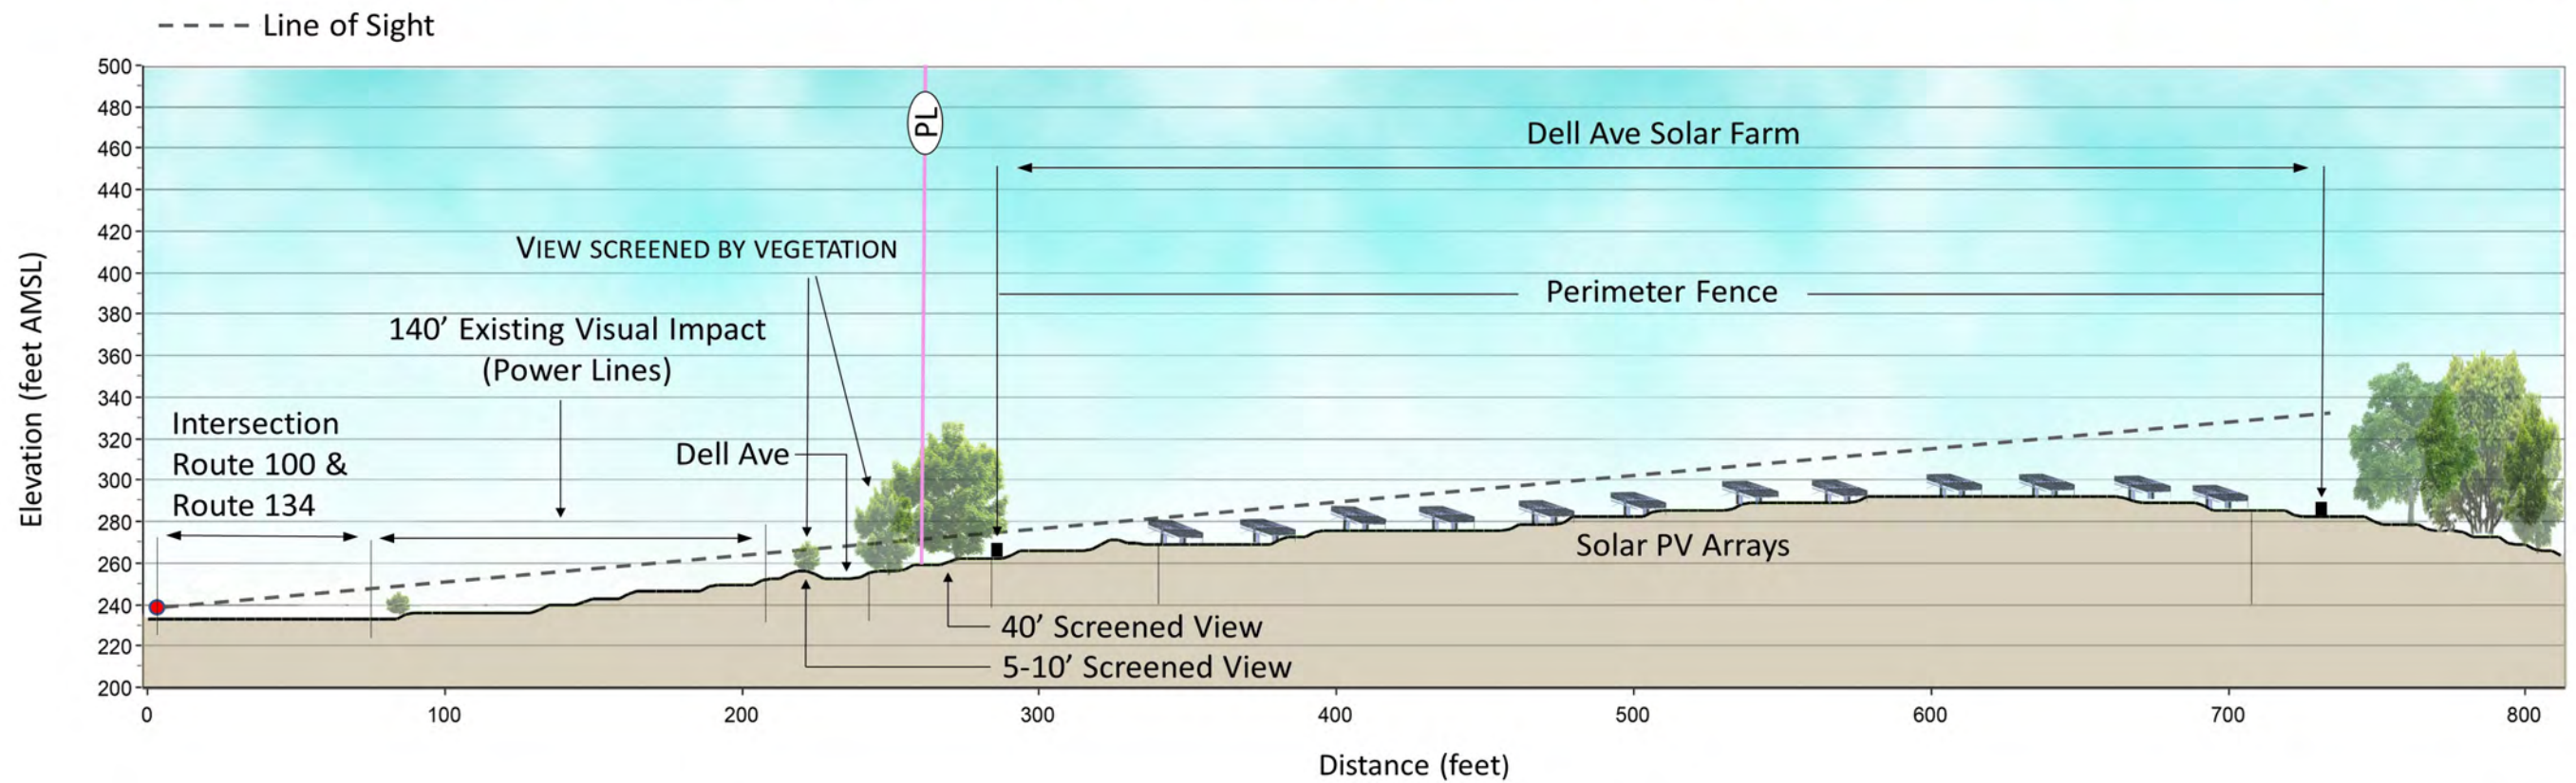 Line of Sight
500
480
460
440
420
400
380
360
340
320
300
280
260
240
220
200
Elevation (feet AMSL)
PL
Dell Ave Solar Farm
VIEW SCREENED BY VEGETATION
Perimeter Fence
140’ Existing Visual Impact
(Power Lines)
Intersection
Route 100 &
Route 134
Dell Ave
Solar PV Arrays
40’ Screened View
5-10’ Screened View
0 100 200 300 400 500 600 700 800
Distance (feet)